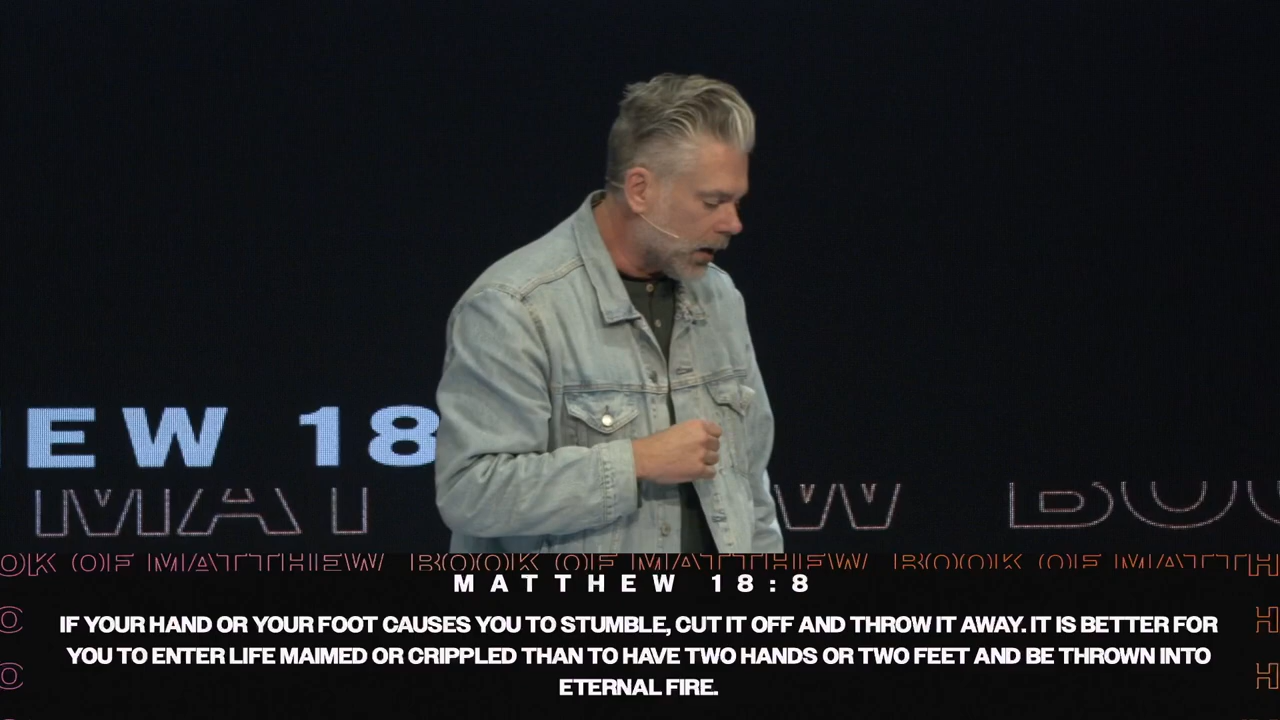 EW 18
MAT W BOO
OOK OF MATTHEW BOOK OF MATTHEW BOOK OF MATTH
MATTHEW 18:8
IF YOUR HAND OR YOUR FOOT CAUSES YOU TO STUMBLE, CUT IT OFF AND THROW IT AWAY. IT IS BETTER FOR
YOU TO ENTER LIFE MAIMED OR CRIPPLED THAN TO HAVE TWO HANDS OR TWO FEET AND BE THROWN INTO
ETERNAL FIRE.